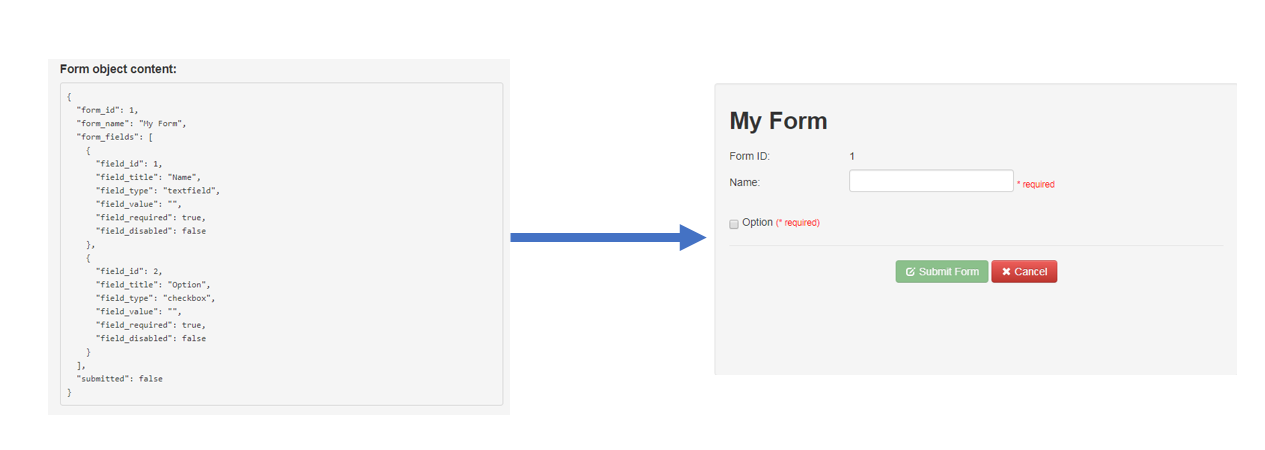 Form object content:
{
  "form_id": 1,
  "form_name": "My Form",
  "form_fields": [
    {
      "field_id": 1,
      "field_title": "Name",
      "field_type": "textfield",
      "field_value": "",
      "field_required": true,
      "field_disabled": false
    },
    {
      "field_id": 2,
      "field_title": "Option",
      "field_type": "checkbox",
      "field_value": "",
      "field_required": true,
      "field_disabled": false
    }
  ],
  "submitted": false
}
My Form
Form ID: 1
Name: * required
Option (* required)
Submit Form Cancel